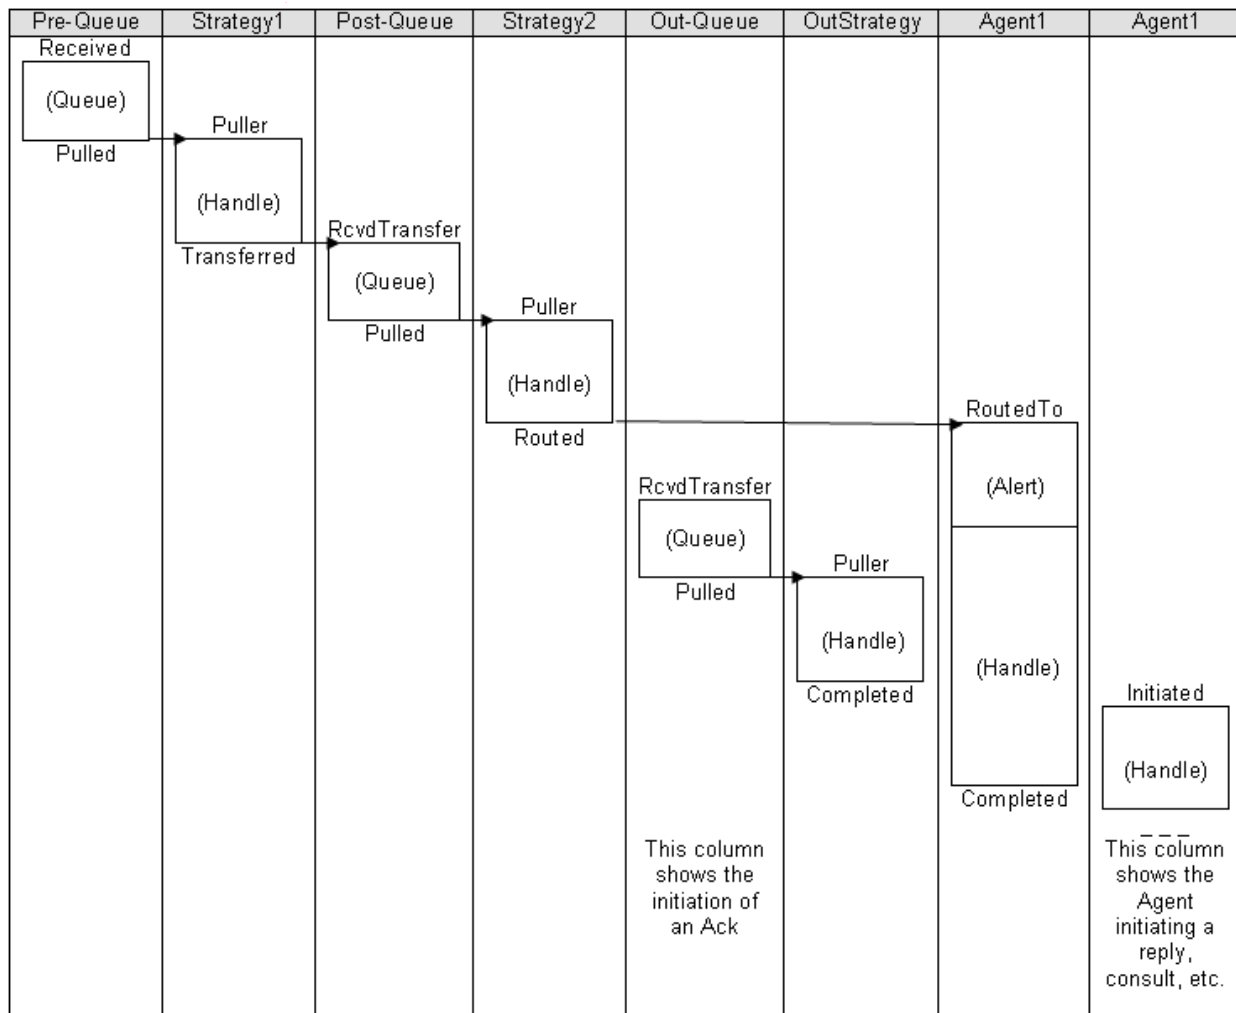 Pre-Queue Strategy1 Post-Queue Strategy2 Out-Queue OutStrategy Agent1 Agent1
Received
(Queue)
Pulled
Puller
(Handle)
Transferred
RcvdTransfer
(Queue)
Pulled
Puller
(Handle)
Routed
RoutedTo
(Alert)
(Handle)
Completed
RcvdTransfer
(Queue)
Pulled
Puller
(Handle)
Completed
Initiated
(Handle)
_ _ _
This column
shows the
initiation of
an Ack
This column
shows the
Agent
initiating a
reply,
consult, etc.